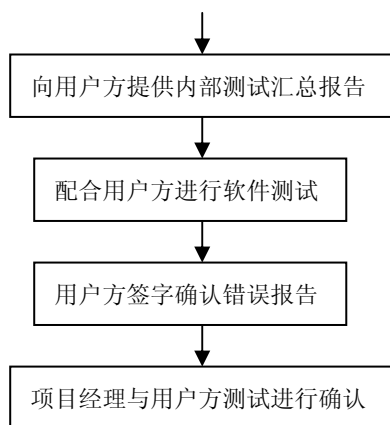 向用户方提供内部测试汇总报告
配合用户方进行软件测试
用户方签字确认错误报告
项目经理与用户方测试进行确认